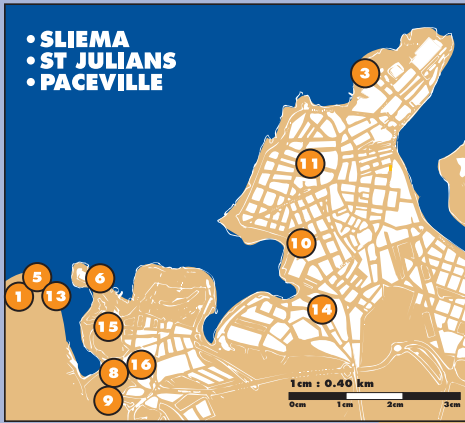 • SLIEMA
• ST JULIANS
• PACEVILLE
3
11
10
5
6
1
13
14
15
16
8
9
1cm : 0.40 km
0cm 1cm 2cm 3cm